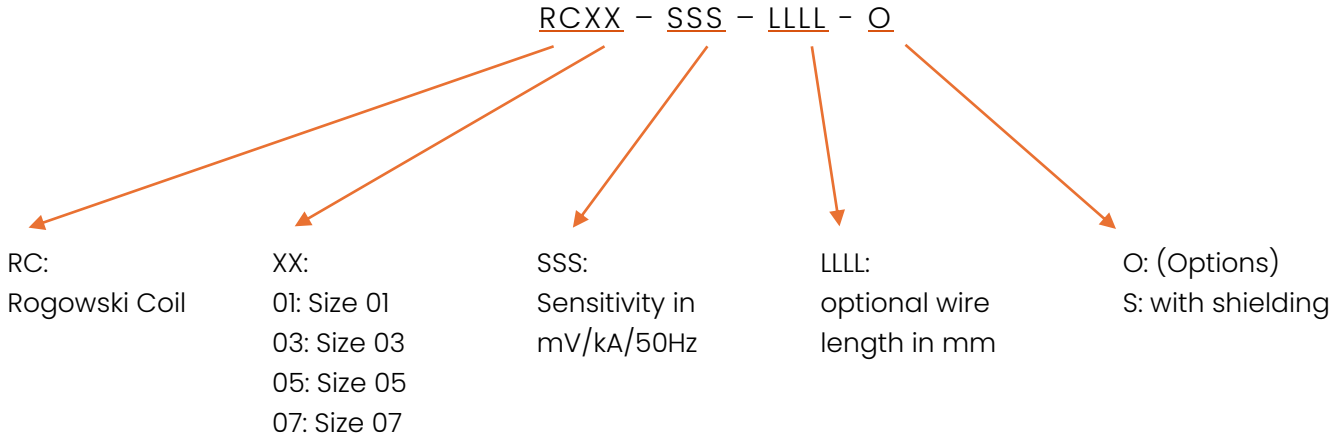 RCXX – SSS – LLLL - O
RC:
Rogowski Coil
XX:
01: Size 01
03: Size 03
05: Size 05
07: Size 07
SSS:
Sensitivity in
mV/kA/50Hz
LLLL:
optional wire
length in mm
O: (Options)
S: with shielding